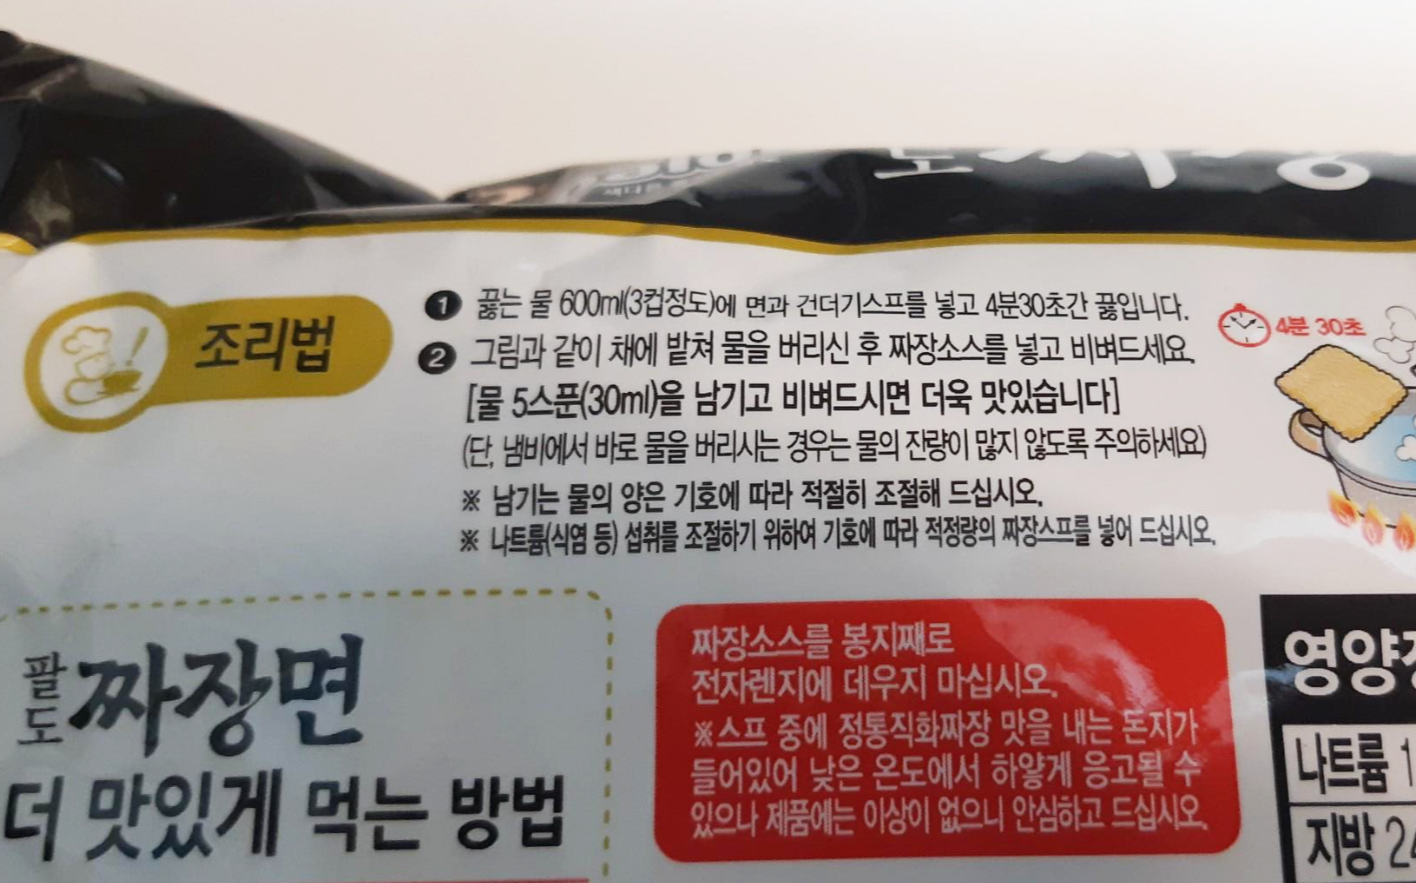 조리법
❶ 끓는 물 600ml(3컵정도)에 면과 건더기스프를 넣고 4분30초간 끓입니다.
❷ 그림과 같이 채에 받쳐 물을 버리신 후 짜장소스를 넣고 비벼드세요.
[물 5스푼(30ml)을 남기고 비벼드시면 더욱 맛있습니다]
(단, 냄비에서 바로 물을 버리시는 경우는 물의 잔량이 많지 않도록 주의하세요)
※ 남기는 물의 양은 기호에 따라 적절히 조절해 드십시오.
※ 나트륨(식염 등) 섭취를 조절하기 위하여 기호에 따라 적정량의 짜장스프를 넣어 드십시오.
4분 30초
팔도 짜장면
더 맛있게 먹는 방법
짜장소스를 봉지째로
전자렌지에 데우지 마십시오.
※스프 중에 정통직화짜장 맛을 내는 돈지가
들어있어 낮은 온도에서 하얗게 응고될 수
있으나 제품에는 이상이 없으니 안심하고 드십시오.
영양
나트륨 1
지방 24